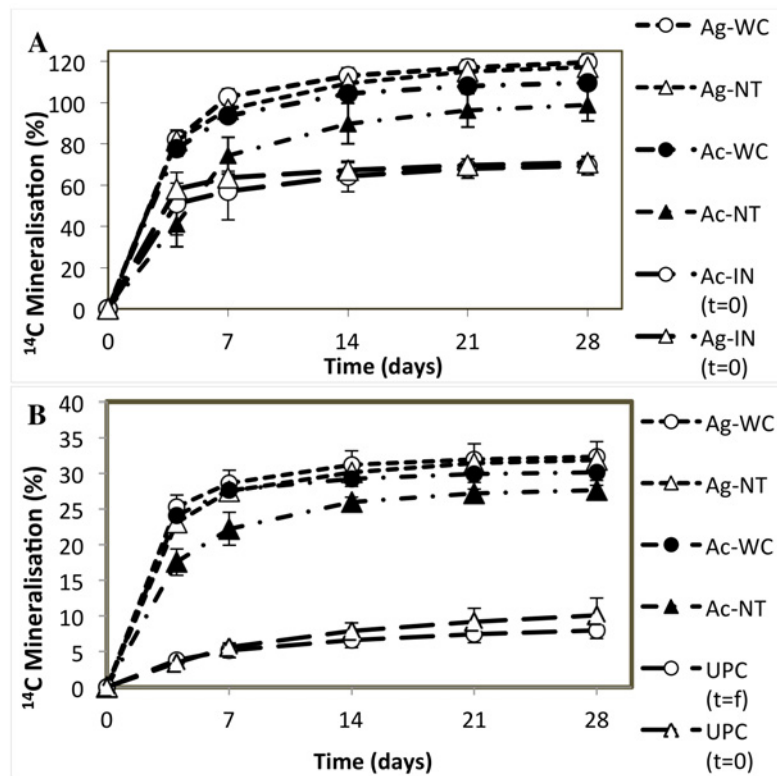 A
¹⁴C Mineralisation (%)
120
100
80
60
40
20
0
0 7 14 21 28
Time (days)
Ag-WC
Ag-NT
Ac-WC
Ac-NT
Ac-IN
(t=0)
Ag-IN
(t=0)
B
¹⁴C Mineralisation (%)
40
35
30
25
20
15
10
5
0
0 7 14 21 28
Time (days)
Ag-WC
Ag-NT
Ac-WC
Ac-NT
UPC
(t=f)
UPC
(t=0)